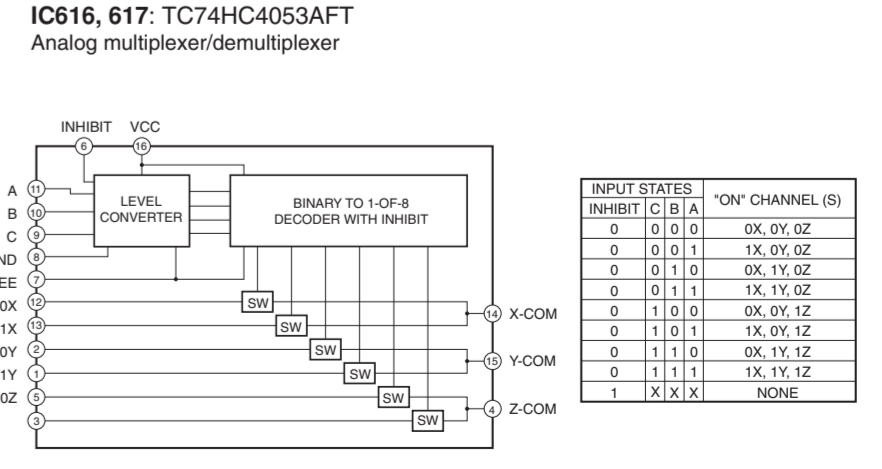 IC616, 617: TC74HC4053AFT
Analog multiplexer/demultiplexer
INHIBIT VCC
6 16
A 11
B 10
C 9
ND 8
EE 7
0X 12
1X 13
0Y 2
1Y 1
0Z 5
3
LEVEL
CONVERTER
BINARY TO 1-OF-8
DECODER WITH INHIBIT
SW
SW
SW
SW
SW
SW
14 X-COM
15 Y-COM
4 Z-COM
INPUT STATES "ON" CHANNEL (S)
INHIBIT C B A
0 0 0 0 0X, 0Y, 0Z
0 0 0 1 1X, 0Y, 0Z
0 0 1 0 0X, 1Y, 0Z
0 0 1 1 1X, 1Y, 0Z
0 1 0 0 0X, 0Y, 1Z
0 1 0 1 1X, 0Y, 1Z
0 1 1 0 0X, 1Y, 1Z
0 1 1 1 1X, 1Y, 1Z
1 X X X NONE